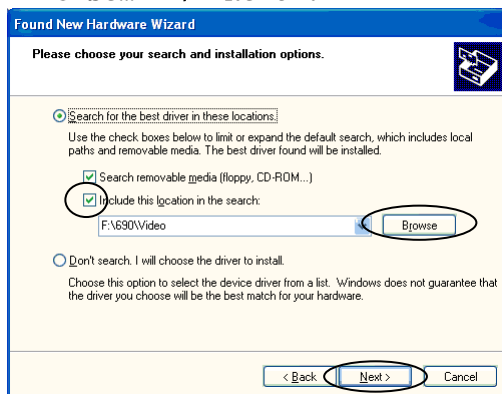 Found New Hardware Wizard
Please choose your search and installation options.
Search for the best driver in these locations.
Use the check boxes below to limit or expand the default search, which includes local
paths and removable media. The best driver found will be installed.
Search removable media (floppy, CD-ROM...)
Include this location in the search:
F:\690\Video
Browse
Don't search. I will choose the driver to install.
Choose this option to select the device driver from a list. Windows does not guarantee that
the driver you choose will be the best match for your hardware.
< Back
Next >
Cancel